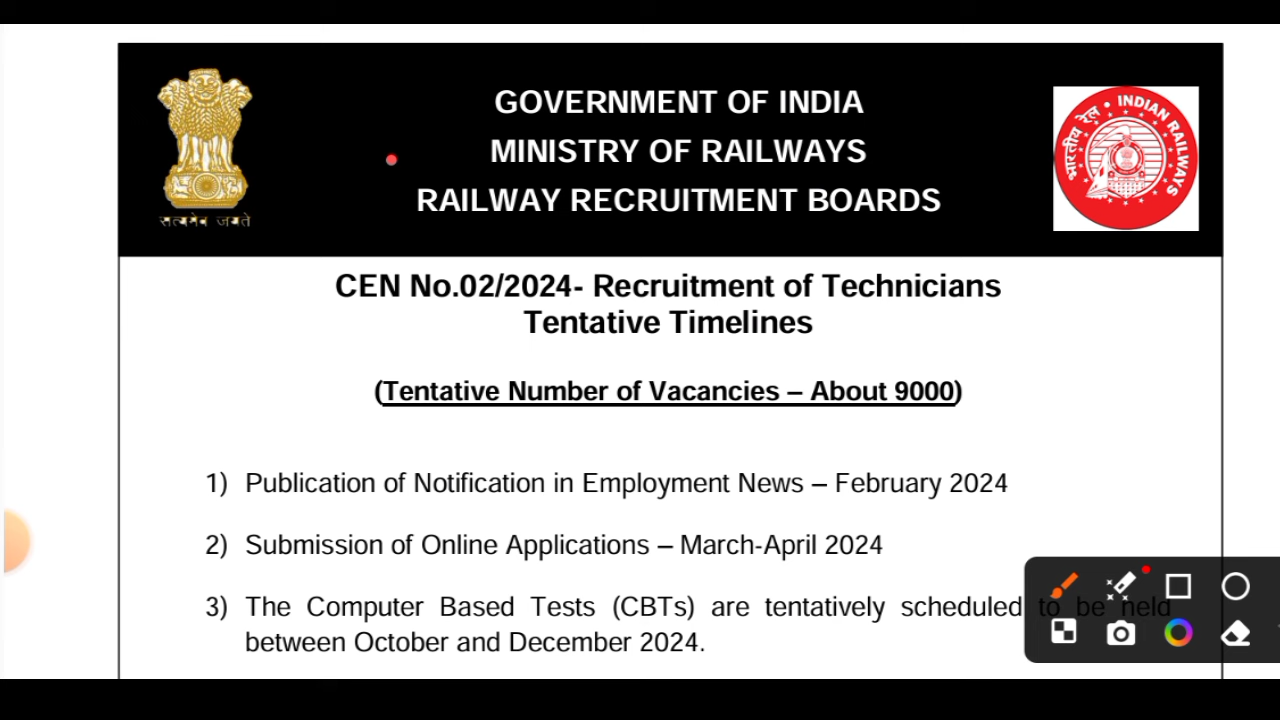 GOVERNMENT OF INDIA
MINISTRY OF RAILWAYS
RAILWAY RECRUITMENT BOARDS
सत्यमेव जयते
भारतीय रेल • INDIAN RAILWAYS
CEN No.02/2024- Recruitment of Technicians
Tentative Timelines
(Tentative Number of Vacancies – About 9000)
1) Publication of Notification in Employment News – February 2024
2) Submission of Online Applications – March-April 2024
3) The Computer Based Tests (CBTs) are tentatively scheduled to be held
between October and December 2024.